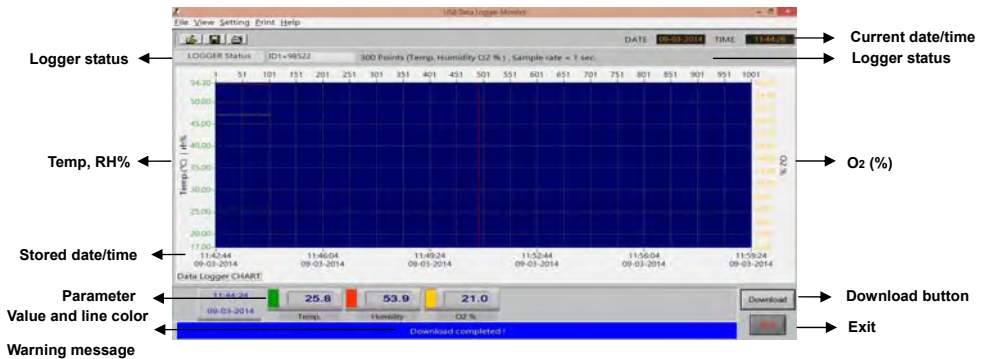 USB Data Logger Monitor
File View Setting Print Help
DATE 09-03-2014 TIME 11:44:26
Current date/time
Logger status
LOGGER Status ID1=98522 300 Points (Temp. Humidity O2 % ) , Sample rate = 1 sec.
Logger status
1 51 101 151 201 251 301 351 401 451 501 551 601 651 701 751 801 851 901 951 1001
54.30
50.00
45.00
40.00
35.00
30.00
25.00
20.00
17.00
Temp.(°C) | rh%
O2 %
Temp, RH%
O2 (%)
Stored date/time
11:42:44 11:46:04 11:49:24 11:52:44 11:56:04 11:59:24
09-03-2014 09-03-2014 09-03-2014 09-03-2014 09-03-2014 09-03-2014
Data Logger CHART
Parameter
Value and line color
11:44:24
09-03-2014
25.8 53.9 21.0
Temp. Humidity O2 %
Download
Download button
Exit
Download completed !
Warning message